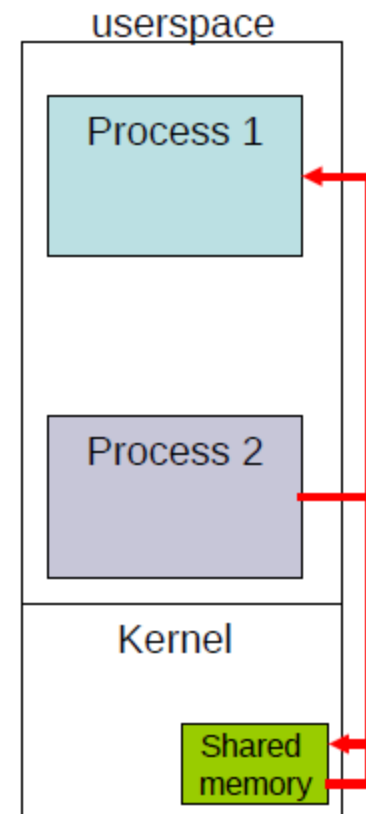 userspace
Process 1
Process 2
Kernel
Shared
memory